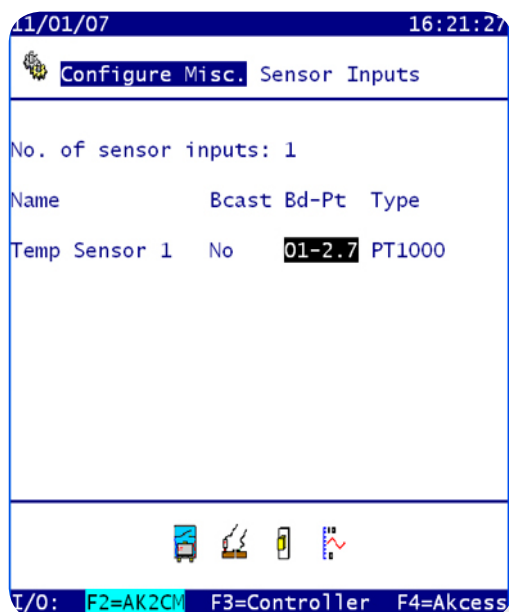 11/01/07 16:21:27
Configure Misc. Sensor Inputs
No. of sensor inputs: 1
Name Bcast Bd-Pt Type
Temp Sensor 1 No 01-2.7 PT1000
I/O: F2=AK2CM F3=Controller F4=Akcess